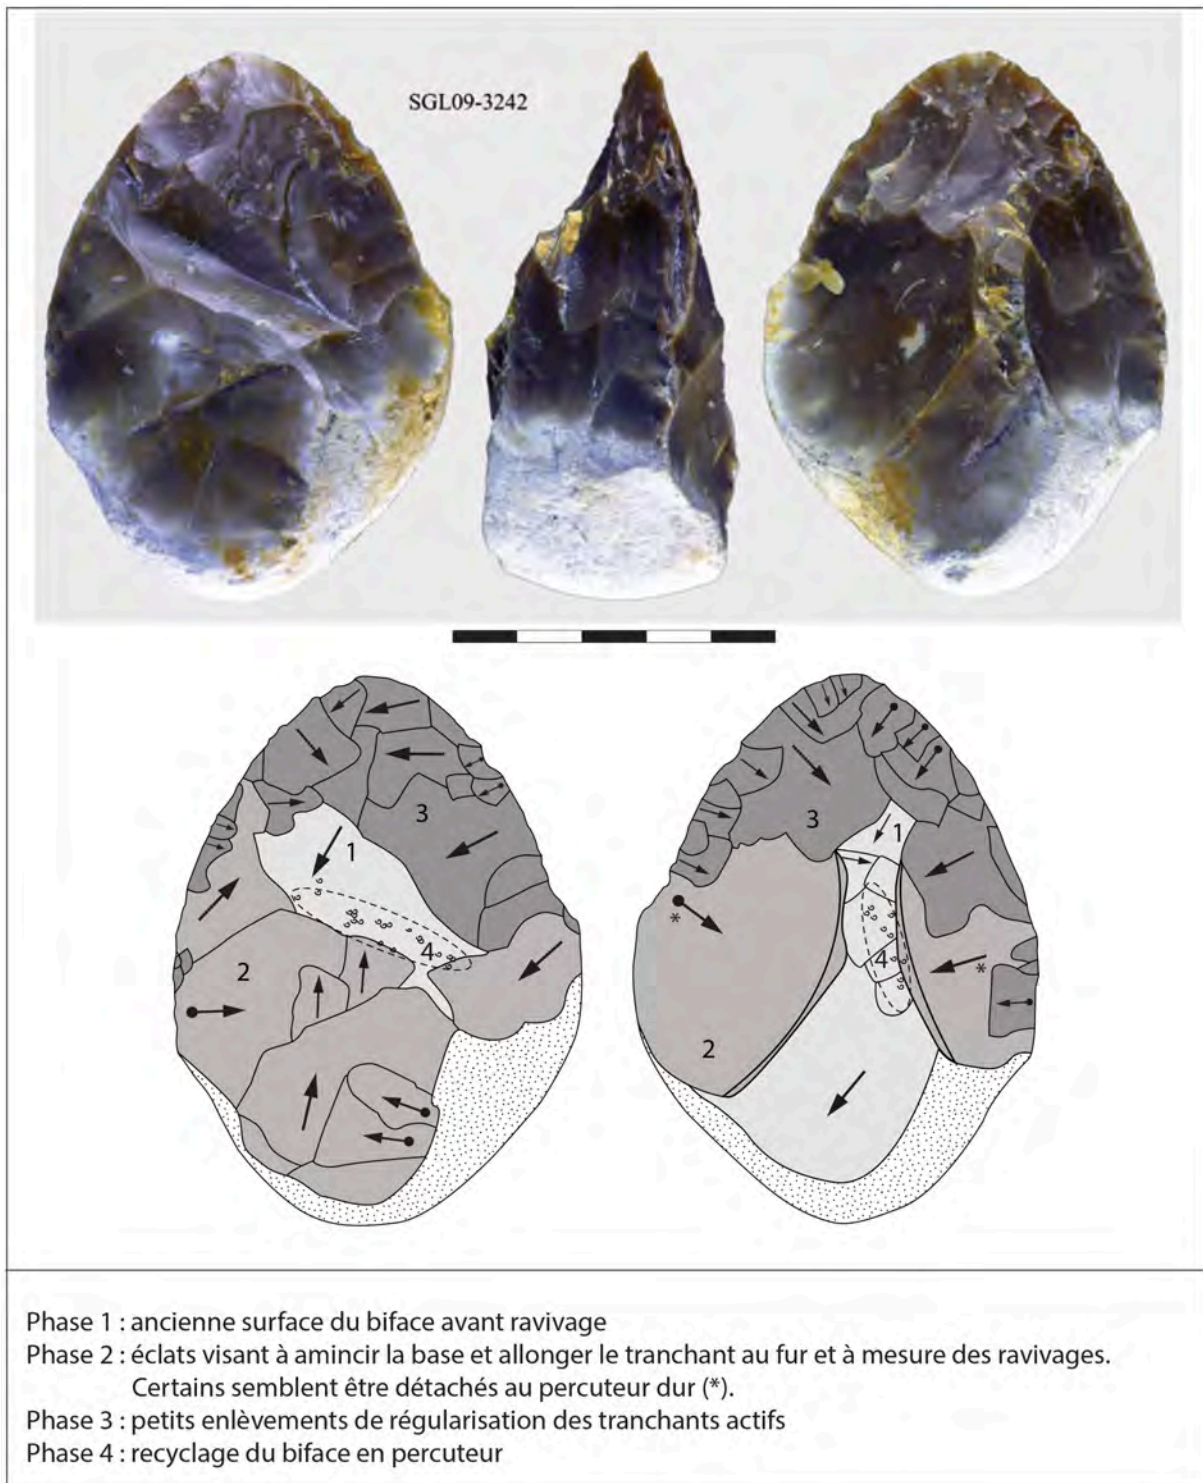 SGL09-3242
1
3
2
4
1
3
4
2
*
*
Phase 1 : ancienne surface du biface avant ravivage
Phase 2 : éclats visant à amincir la base et allonger le tranchant au fur et à mesure des ravivages.
Certains semblent être détachés au percuteur dur (*).
Phase 3 : petits enlèvements de régularisation des tranchants actifs
Phase 4 : recyclage du biface en percuteur